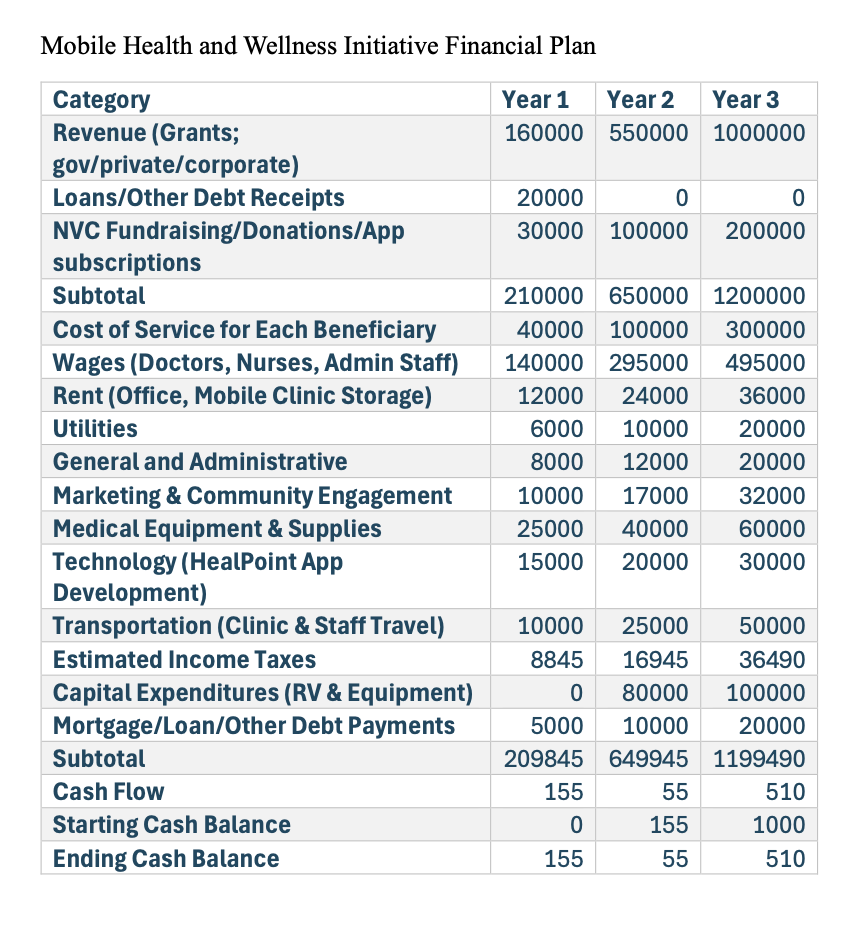 Mobile Health and Wellness Initiative Financial Plan
Category Year 1 Year 2 Year 3
Revenue (Grants; 160000 550000 1000000
gov/private/corporate)
Loans/Other Debt Receipts 20000 0 0
NVC Fundraising/Donations/App 30000 100000 200000
subscriptions
Subtotal 210000 650000 1200000
Cost of Service for Each Beneficiary 40000 100000 300000
Wages (Doctors, Nurses, Admin Staff) 140000 295000 495000
Rent (Office, Mobile Clinic Storage) 12000 24000 36000
Utilities 6000 10000 20000
General and Administrative 8000 12000 20000
Marketing & Community Engagement 10000 17000 32000
Medical Equipment & Supplies 25000 40000 60000
Technology (HealPoint App 15000 20000 30000
Development)
Transportation (Clinic & Staff Travel) 10000 25000 50000
Estimated Income Taxes 8845 16945 36490
Capital Expenditures (RV & Equipment) 0 80000 100000
Mortgage/Loan/Other Debt Payments 5000 10000 20000
Subtotal 209845 649945 1199490
Cash Flow 155 55 510
Starting Cash Balance 0 155 1000
Ending Cash Balance 155 55 510